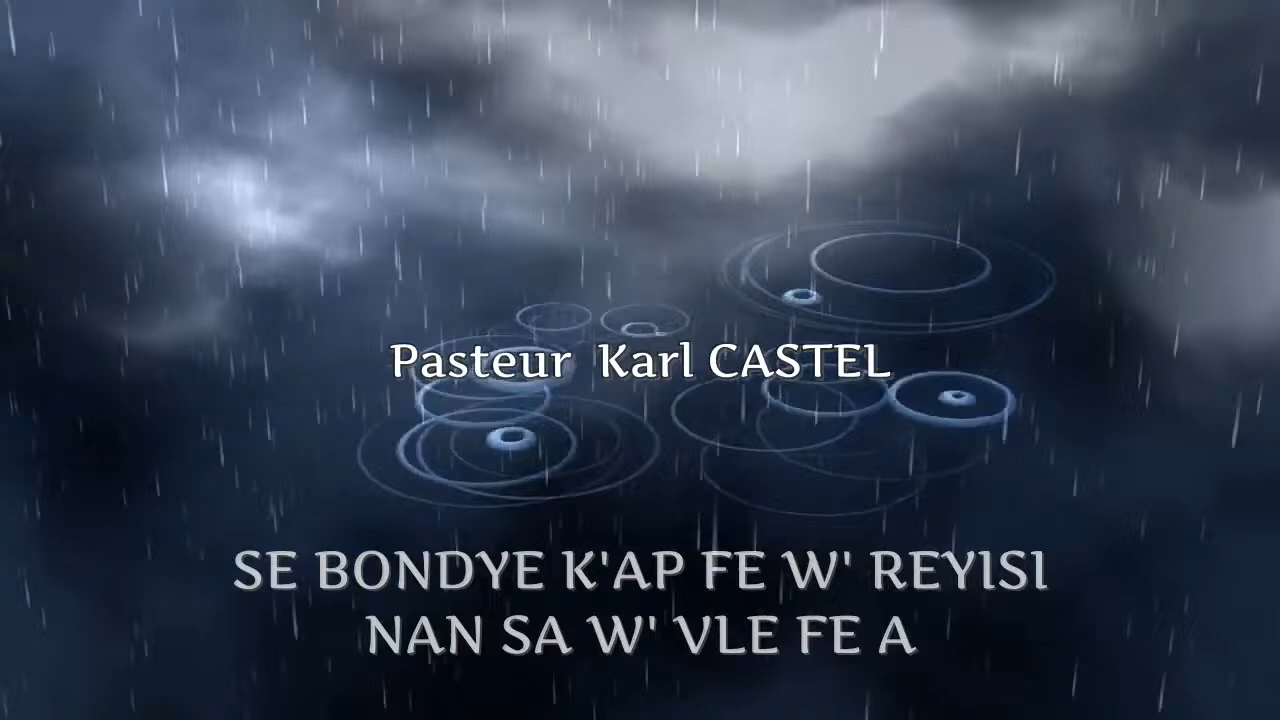 Pasteur Karl CASTEL
SE BONDYE K'AP FE W' REYISI
NAN SA W' VLE FE A